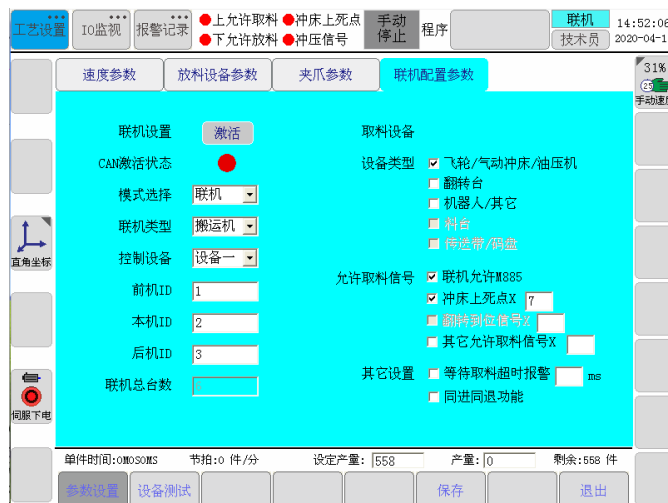 工艺设置 IO监视 报警记录 上允许取料 冲床上死点 手动 程序 联机 14:52:06
下允许放料 冲压信号 停止 技术员 2020-04-1
速度参数 放料设备参数 夹爪参数 联机配置参数 31%
25
手动速
联机设置 激活 取料设备
CAN激活状态 设备类型 飞轮/气动冲床/油压机
翻转台
模式选择 联机 机器人/其它
联机类型 搬运机 料台
传送带/码盘
直角坐标 控制设备 设备一
允许取料信号 联机允许M885
前机ID 1 冲床上死点X 7
本机ID 2 翻转到位信号X
其它允许取料信号X
后机ID 3
其它设置 等待取料超时报警 ms
联机总台数 6 同进同退功能
伺服下电
单件时间:0M0S0MS 节拍:0 件/分 设定产量: 558 产量: 0 剩余:558 件
参数设置 设备测试 保存 退出